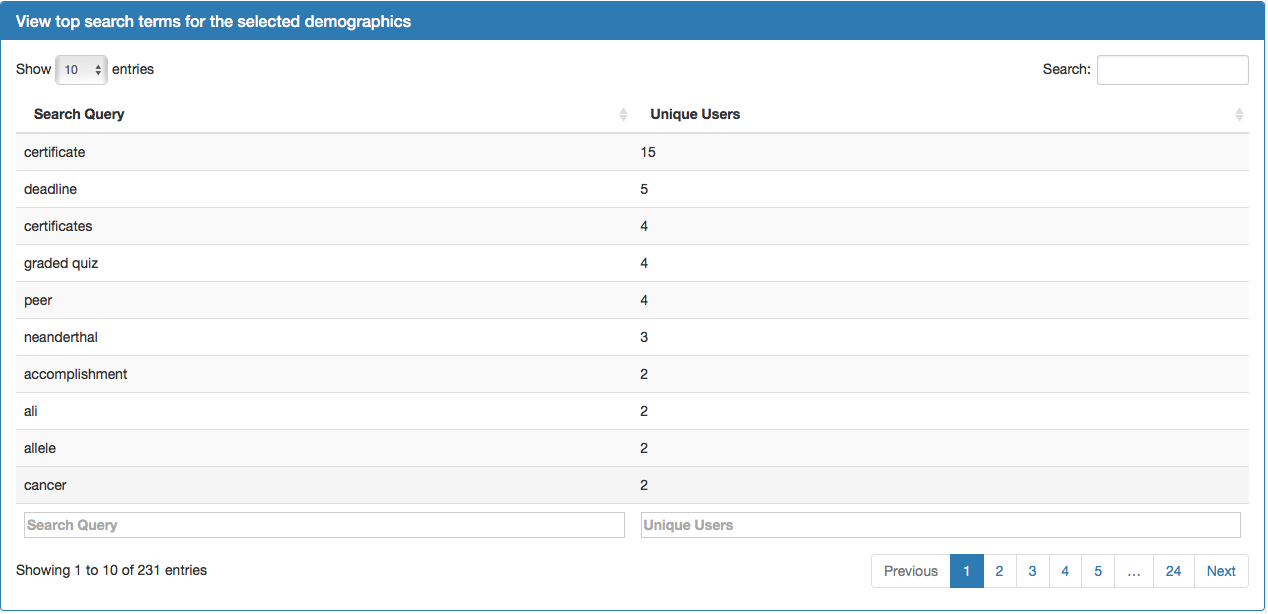 View top search terms for the selected demographics
Show 10 entries Search:
Search Query Unique Users
certificate 15
deadline 5
certificates 4
graded quiz 4
peer 4
neanderthal 3
accomplishment 2
ali 2
allele 2
cancer 2
Search Query Unique Users
Showing 1 to 10 of 231 entries Previous 1 2 3 4 5 ... 24 Next